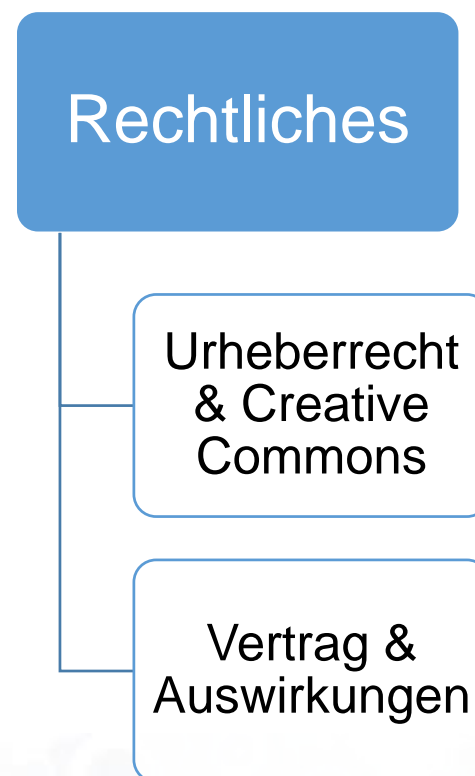 Rechtliches
Urheberrecht
& Creative
Commons
Vertrag &
Auswirkungen